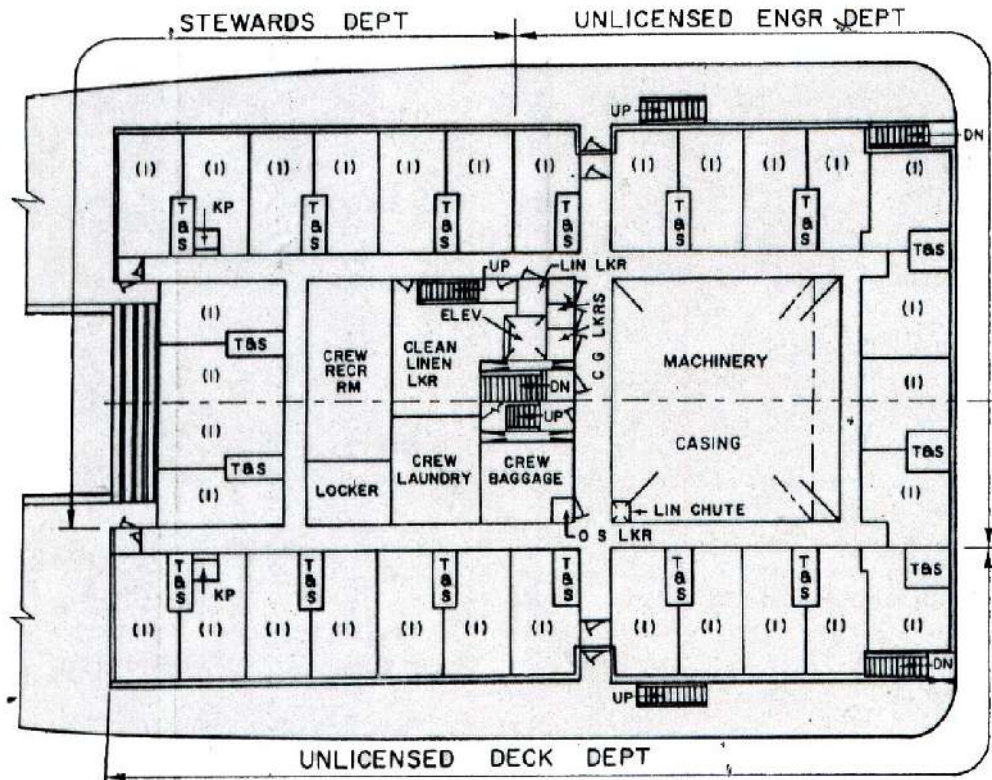 STEWARDS DEPT
UNLICENSED ENGR DEPT
UP
DN
(1) (1) (1) (1) (1) (1) (1) (1) (1) (1) (1) (1)
KP
T&S T&S T&S T&S T&S T&S
T&S
UP
LIN LKR
(1)
(1)
ELEV
C G LKRS
T&S
CREW RECR RM
CLEAN LINEN LKR
MACHINERY
(1)
DN
(1)
UP
(1)
CASING
T&S
T&S
LOCKER
CREW LAUNDRY
CREW BAGGAGE
(1)
(1)
LIN CHUTE
O S LKR
T&S T&S T&S T&S T&S T&S
T&S
KP
(1) (1) (1) (1) (1) (1) (1) (1) (1) (1) (1) (1)
DN
UP
UNLICENSED DECK DEPT